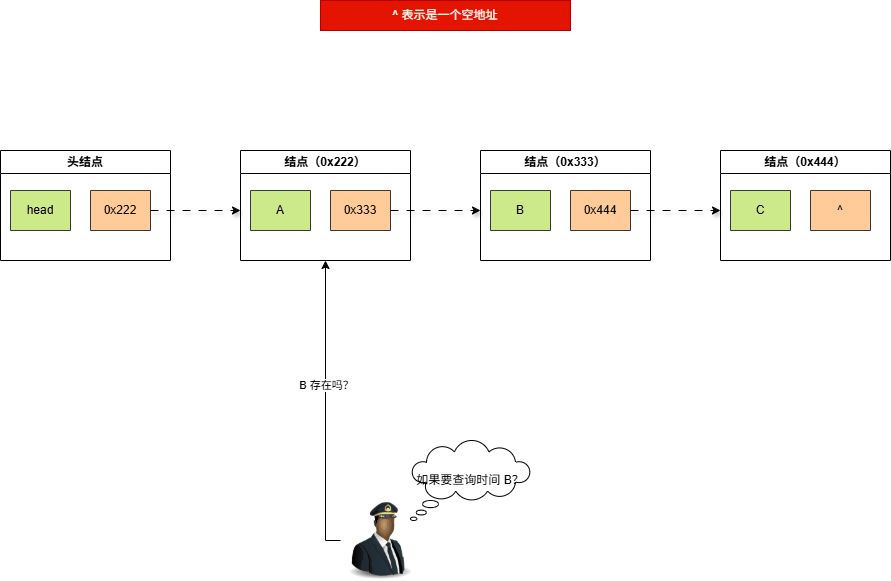 ^ 表示是一个空地址
头结点
结点（0x222）
结点（0x333）
结点（0x444）
head
0x222
A
0x333
B
0x444
C
^
B 存在吗？
如果要查询时间 B？